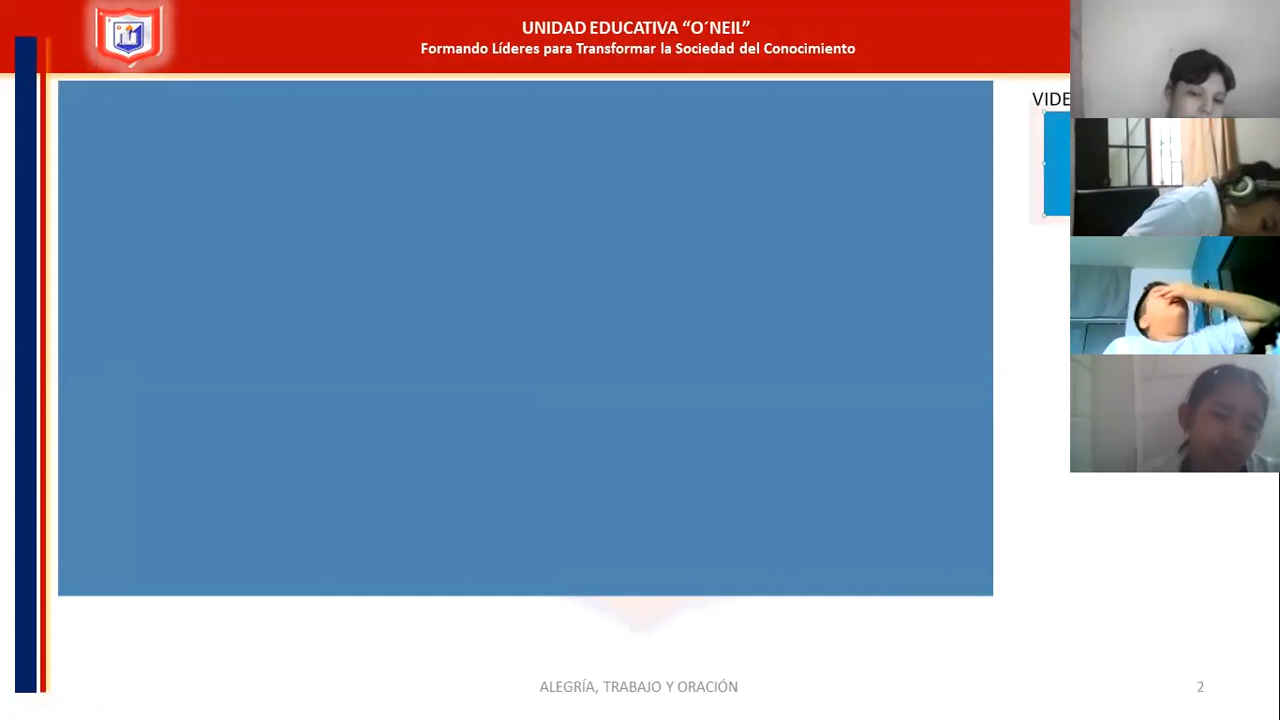 UNIDAD EDUCATIVA “O´NEIL”
Formando Líderes para Transformar la Sociedad del Conocimiento
VIDE
ALEGRÍA, TRABAJO Y ORACIÓN
2